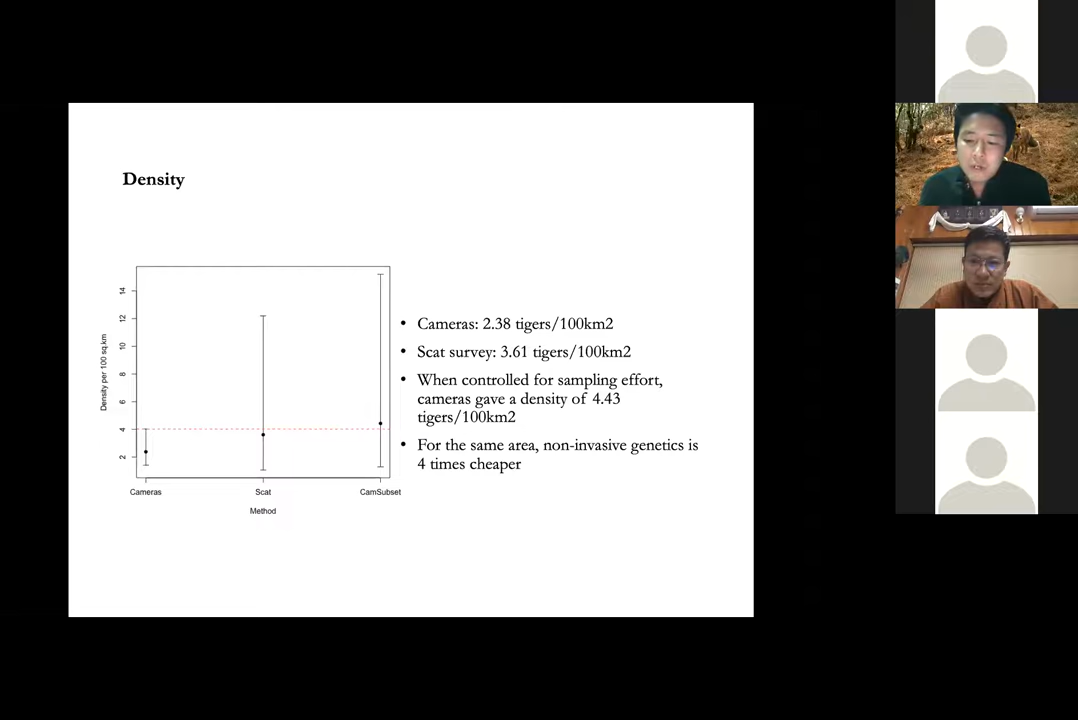 Density
14
12
10
8
6
4
2
Density per 100 sq.km
Cameras
Scat
CamSubset
Method
• Cameras: 2.38 tigers/100km2
• Scat survey: 3.61 tigers/100km2
• When controlled for sampling effort,
cameras gave a density of 4.43
tigers/100km2
• For the same area, non-invasive genetics is
4 times cheaper